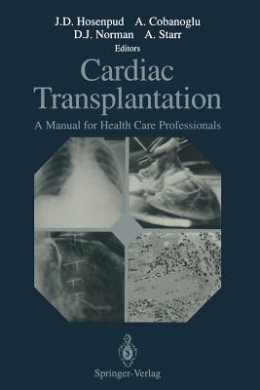 J.D. Hosenpud A. Cobanoglu
D.J. Norman A. Starr
Editors
Cardiac
Transplantation
A Manual for Health Care Professionals
Springer-Verlag